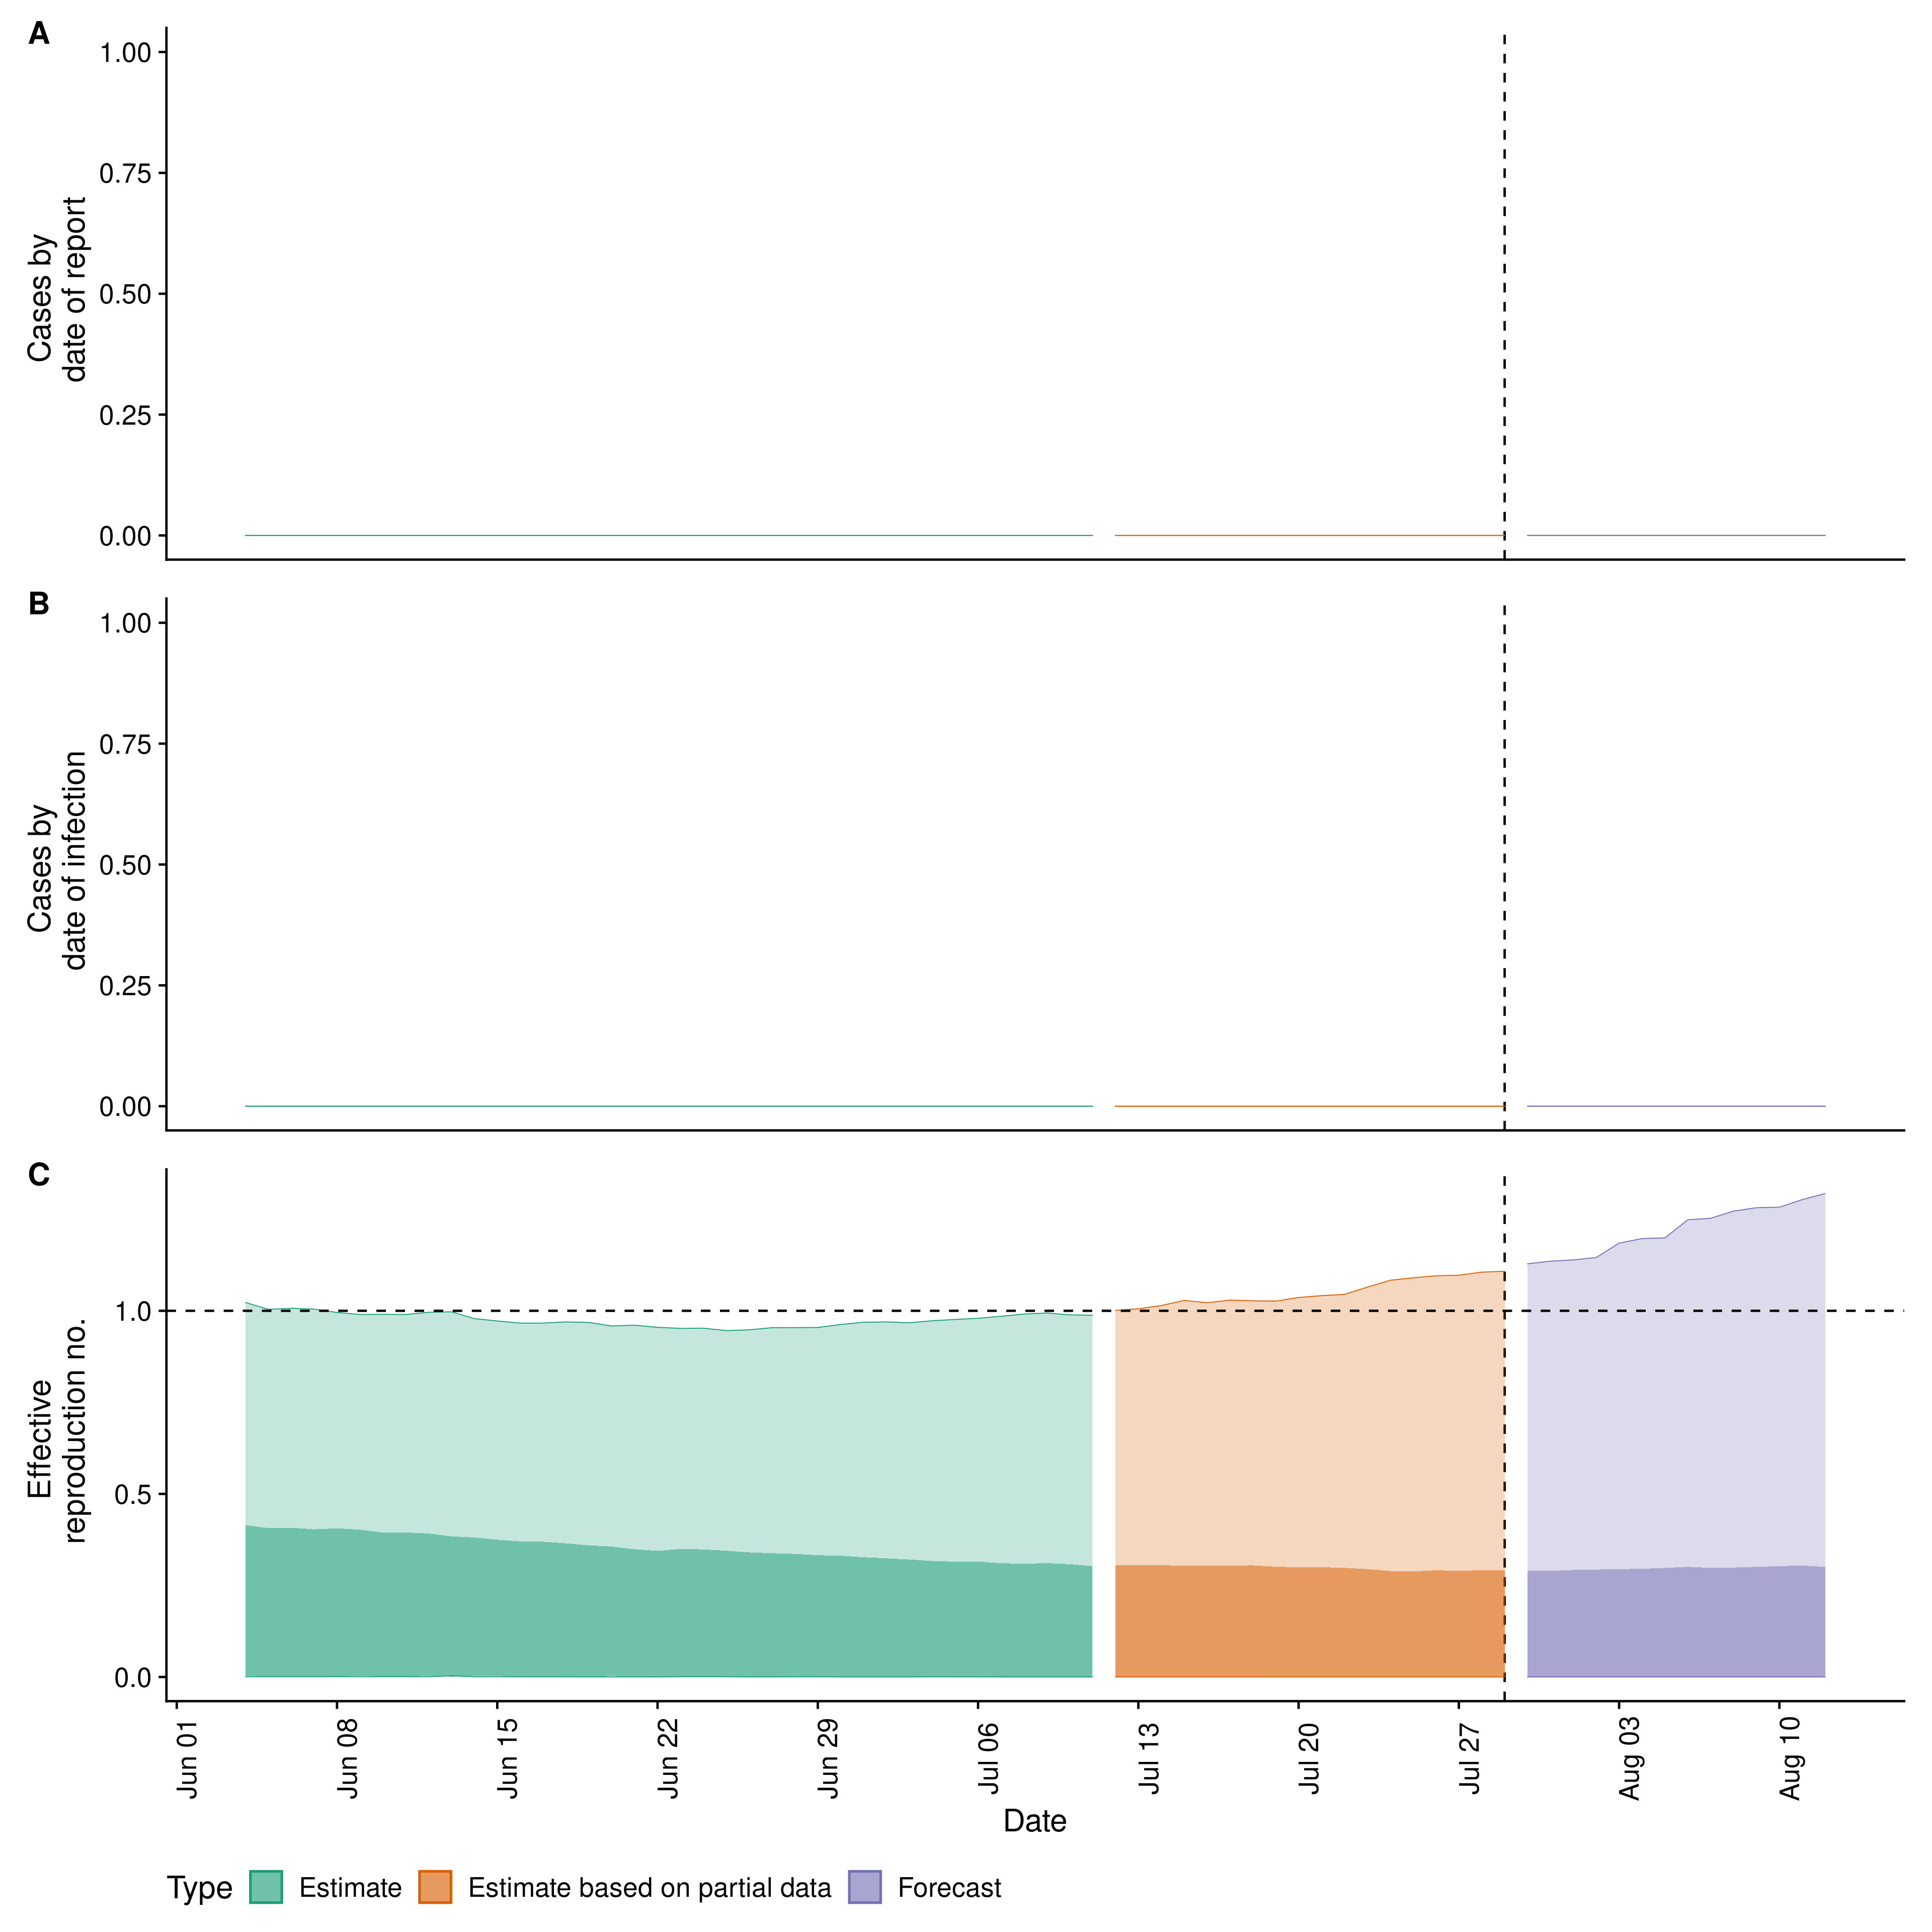 A
Cases by
date of report
1.00
0.75
0.50
0.25
0.00
B
Cases by
date of infection
1.00
0.75
0.50
0.25
0.00
C
Effective
reproduction no.
1.0
0.5
0.0
Jun 01
Jun 08
Jun 15
Jun 22
Jun 29
Jul 06
Jul 13
Jul 20
Jul 27
Aug 03
Aug 10
Date
Type Estimate Estimate based on partial data Forecast